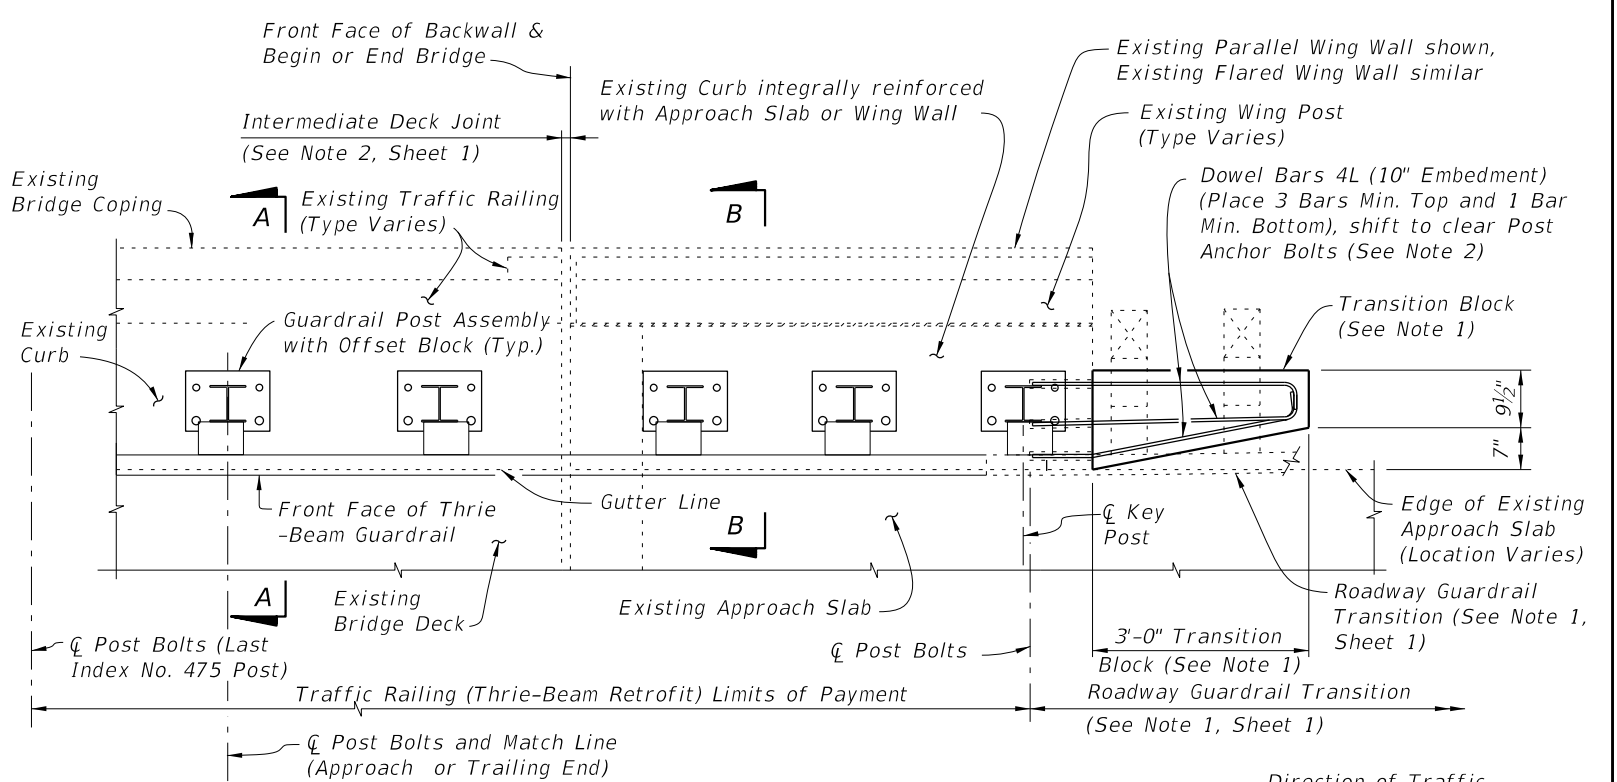 Front Face of Backwall &
Begin or End Bridge
Existing Parallel Wing Wall shown,
Existing Flared Wing Wall similar
Existing Curb integrally reinforced
with Approach Slab or Wing Wall
Existing Wing Post
(Type Varies)
Intermediate Deck Joint
(See Note 2, Sheet 1)
Existing
Bridge Coping
A
Existing Traffic Railing
(Type Varies)
B
Dowel Bars 4L (10" Embedment)
(Place 3 Bars Min. Top and 1 Bar
Min. Bottom), shift to clear Post
Anchor Bolts (See Note 2)
Existing
Curb
Guardrail Post Assembly
with Offset Block (Typ.)
Transition Block
(See Note 1)
9½"
7"
Front Face of Thrie
-Beam Guardrail
Gutter Line
B
℄ Key
Post
Edge of Existing
Approach Slab
(Location Varies)
A
Existing
Bridge Deck
Existing Approach Slab
Roadway Guardrail
Transition (See Note 1,
Sheet 1)
℄ Post Bolts (Last
Index No. 475 Post)
℄ Post Bolts
3'-0" Transition
Block (See Note 1)
Traffic Railing (Thrie-Beam Retrofit) Limits of Payment
Roadway Guardrail Transition
(See Note 1, Sheet 1)
℄ Post Bolts and Match Line
(Approach or Trailing End)
Direction of Traffic